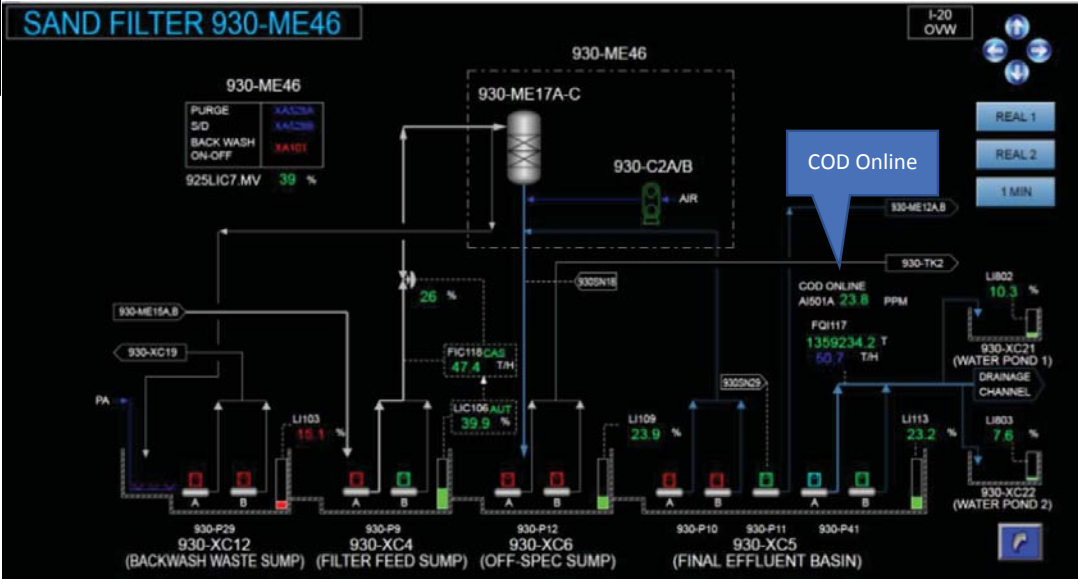 SAND FILTER 930-ME46
I-20
OVW
930-ME46
930-ME46
930-ME17A-C
PURGE XA528A
S/D XA528B
BACK WASH
ON-OFF XA101
925LIC7.MV 39 %
REAL 1
REAL 2
1 MIN
COD Online
930-C2A/B
AIR
930-ME12A,B
930-TK2
930SN18
26 %
COD ONLINE
AI501A 23.8 PPM
FQI117
1359234.2 T
50.7 T/H
LI802
10.3 %
930-XC21
(WATER POND 1)
930-ME15A,B
930-XC19
FIC118 CAS
47.4 T/H
930SN29
DRAINAGE
CHANNEL
PA
LI103
15.1 %
LIC106 AUT
39.9 %
LI109
23.9 %
LI113
23.2 %
LI803
7.6 %
930-XC22
(WATER POND 2)
A B A B A B A B A B
930-P29 930-P9 930-P12 930-P10 930-P11 930-P41
930-XC12 930-XC4 930-XC6 930-XC5
(BACKWASH WASTE SUMP) (FILTER FEED SUMP) (OFF-SPEC SUMP) (FINAL EFFLUENT BASIN)